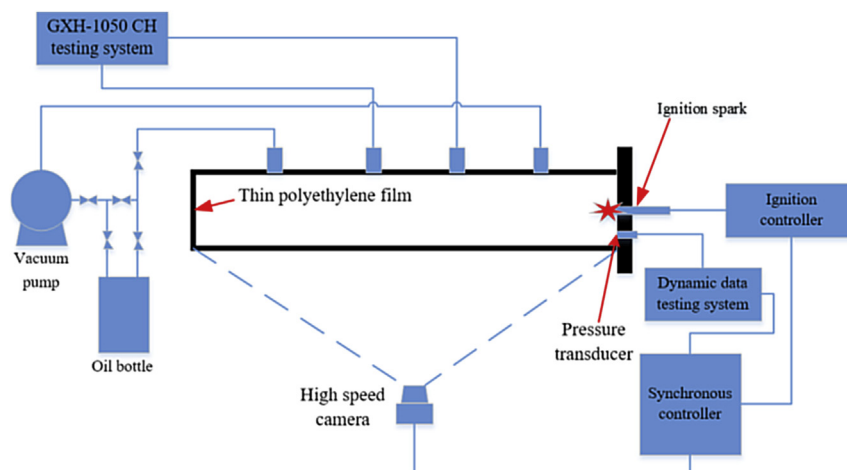 GXH-1050 CH
testing system
Ignition spark
Thin polyethylene film
Ignition
controller
Vacuum
pump
Dynamic data
testing system
Pressure
transducer
Oil bottle
High speed
camera
Synchronous
controller